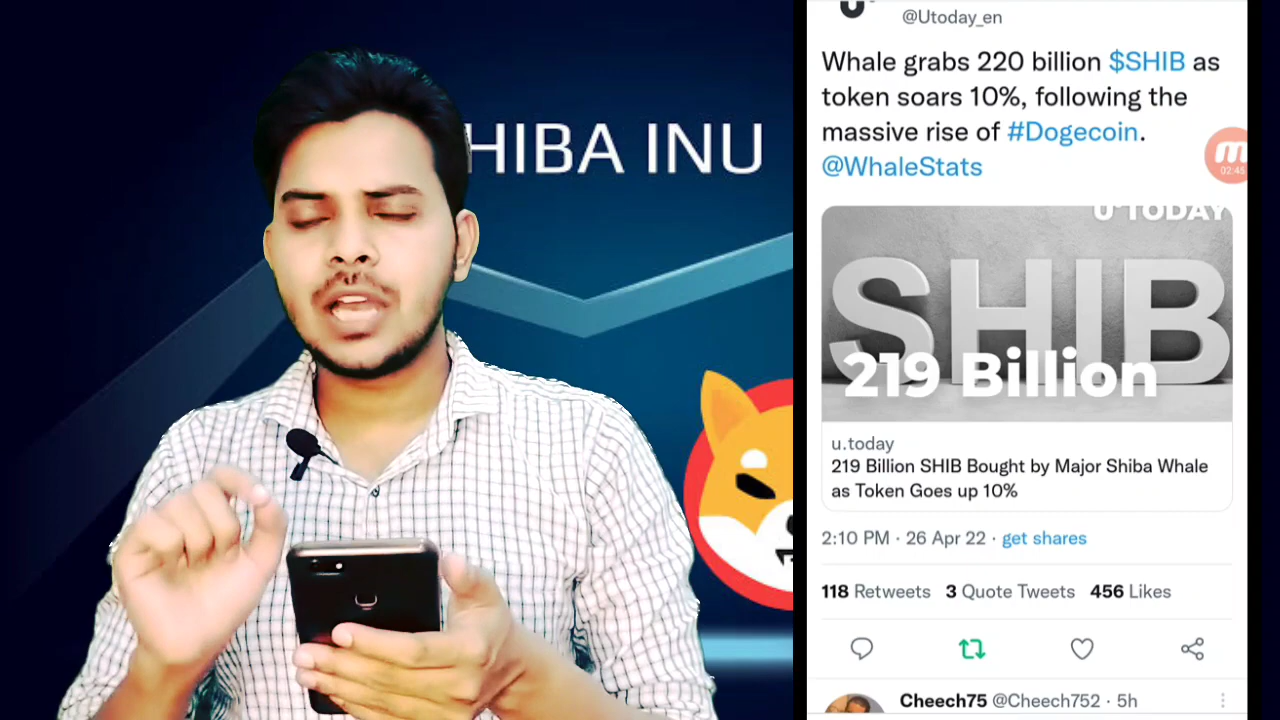 HIBA INU
@Utoday_en
Whale grabs 220 billion $SHIB as
token soars 10%, following the
massive rise of #Dogecoin.
@WhaleStats
02:45
U TODAY
SHIB
219 Billion
u.today
219 Billion SHIB Bought by Major Shiba Whale
as Token Goes up 10%
2:10 PM · 26 Apr 22 · get shares
118 Retweets 3 Quote Tweets 456 Likes
Cheech75 @Cheech752 · 5h